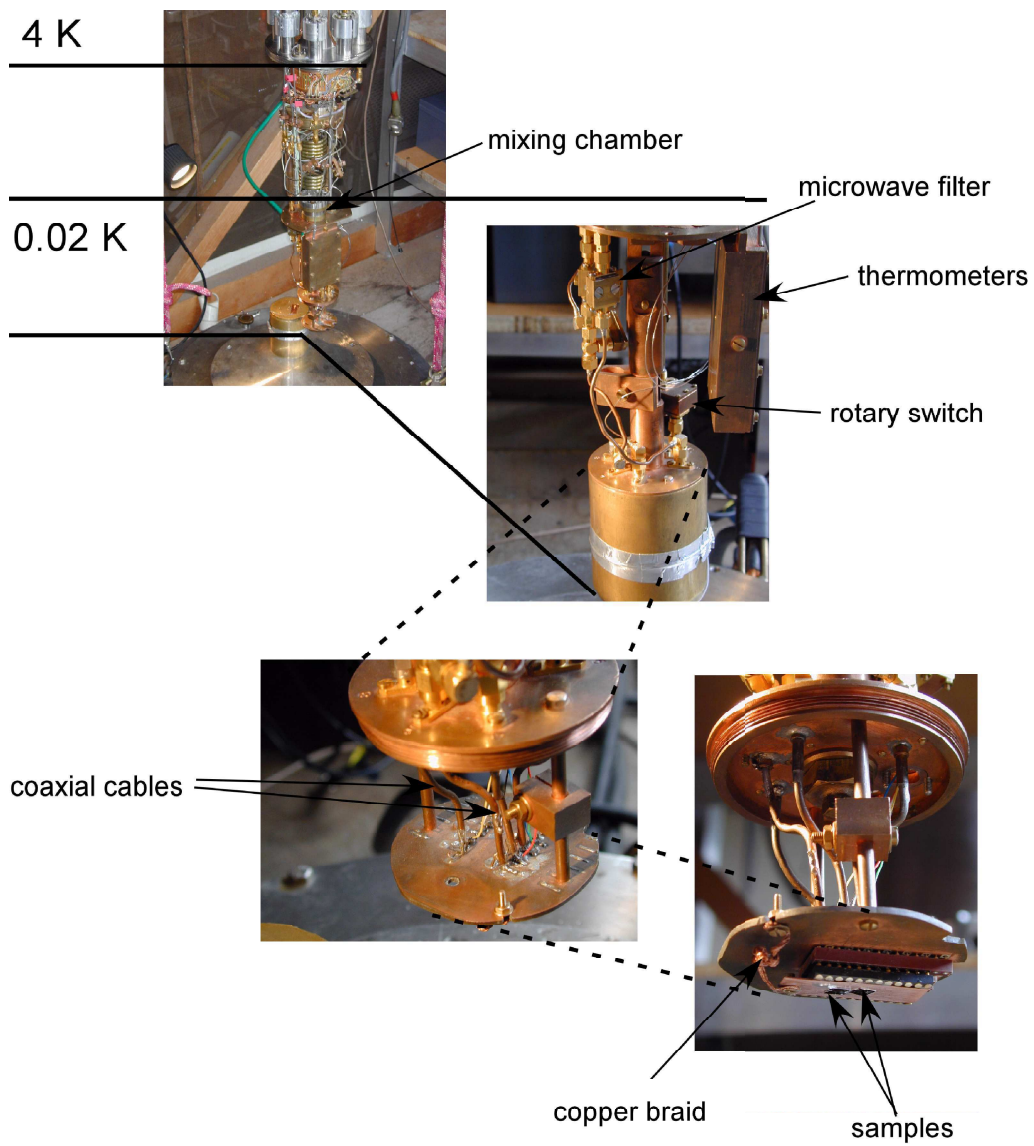 4 K
mixing chamber
microwave filter
0.02 K
thermometers
rotary switch
coaxial cables
copper braid
samples